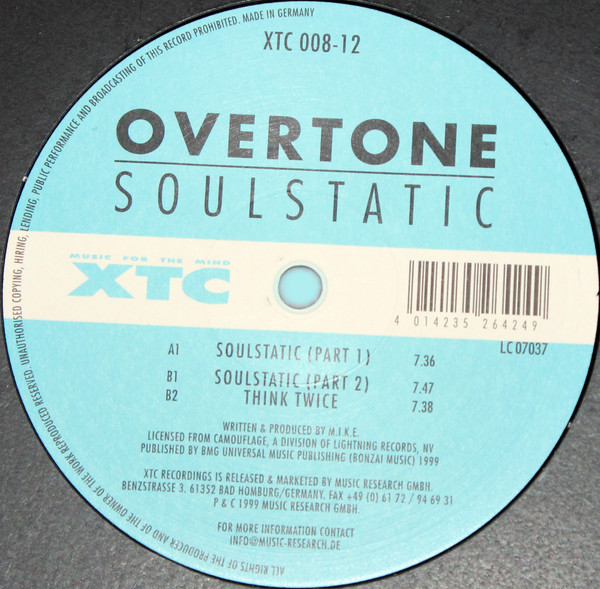 XTC 008-12
OVERTONE
SOULSTATIC
MUSIC FOR THE MIND
XTC
4 014235 264249
LC 07037
A1 SOULSTATIC (PART 1) 7.36
B1 SOULSTATIC (PART 2) 7.47
B2 THINK TWICE 7.38
WRITTEN & PRODUCED BY M.I.K.E.
LICENSED FROM CAMOUFLAGE, A DIVISION OF LIGHTNING RECORDS, NV
PUBLISHED BY BMG UNIVERSAL MUSIC PUBLISHING (BONZAI MUSIC) 1999
XTC RECORDINGS IS RELEASED & MARKETED BY MUSIC RESEARCH GMBH.
BENZSTRASSE 3. 61352 BAD HOMBURG/GERMANY. FAX +49 (0) 61 72 / 94 69 31
P & C 1999 MUSIC RESEARCH GMBH.
FOR MORE INFORMATION CONTACT
INFO@MUSIC-RESEARCH.DE
ALL RIGHTS OF THE PRODUCER AND OF THE OWNER OF THE WORK REPRODUCED RESERVED. UNAUTHORISED COPYING, HIRING, LENDING, PUBLIC PERFORMANCE AND BROADCASTING OF THIS RECORD PROHIBITED. MADE IN GERMANY